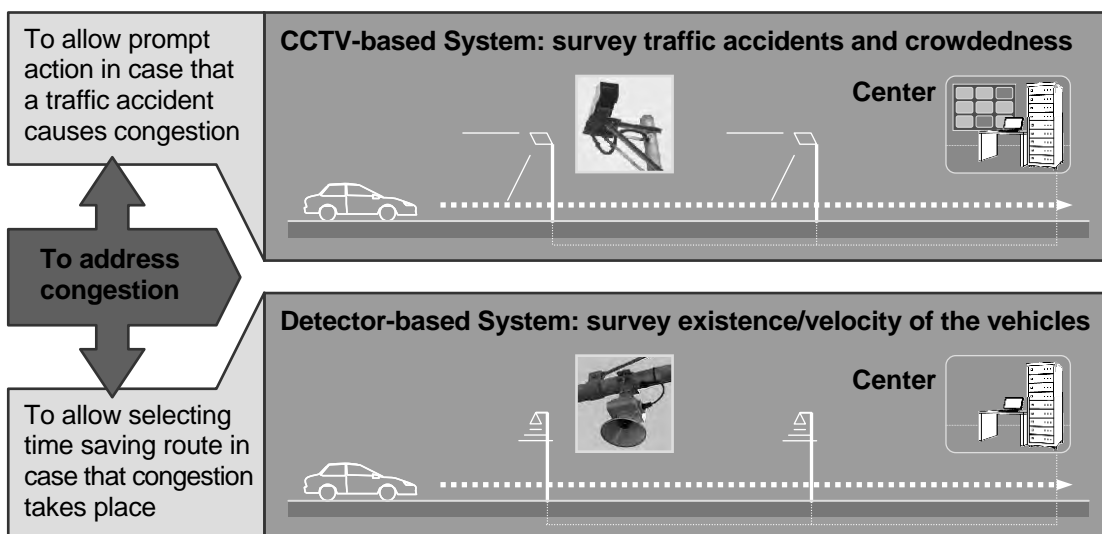 To allow prompt
action in case that
a traffic accident
causes congestion
CCTV-based System: survey traffic accidents and crowdedness
Center
To address
congestion
Detector-based System: survey existence/velocity of the vehicles
Center
To allow selecting
time saving route in
case that congestion
takes place